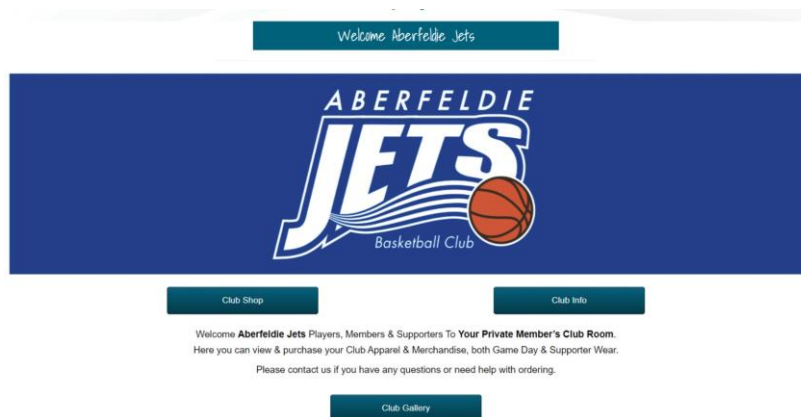 Welcome Aberfeldie Jets
ABERFELDIE
JETS
Basketball Club
Club Shop
Club Info
Welcome Aberfeldie Jets Players, Members & Supporters To Your Private Member's Club Room.
Here you can view & purchase your Club Apparel & Merchandise, both Game Day & Supporter Wear.
Please contact us if you have any questions or need help with ordering.
Club Gallery